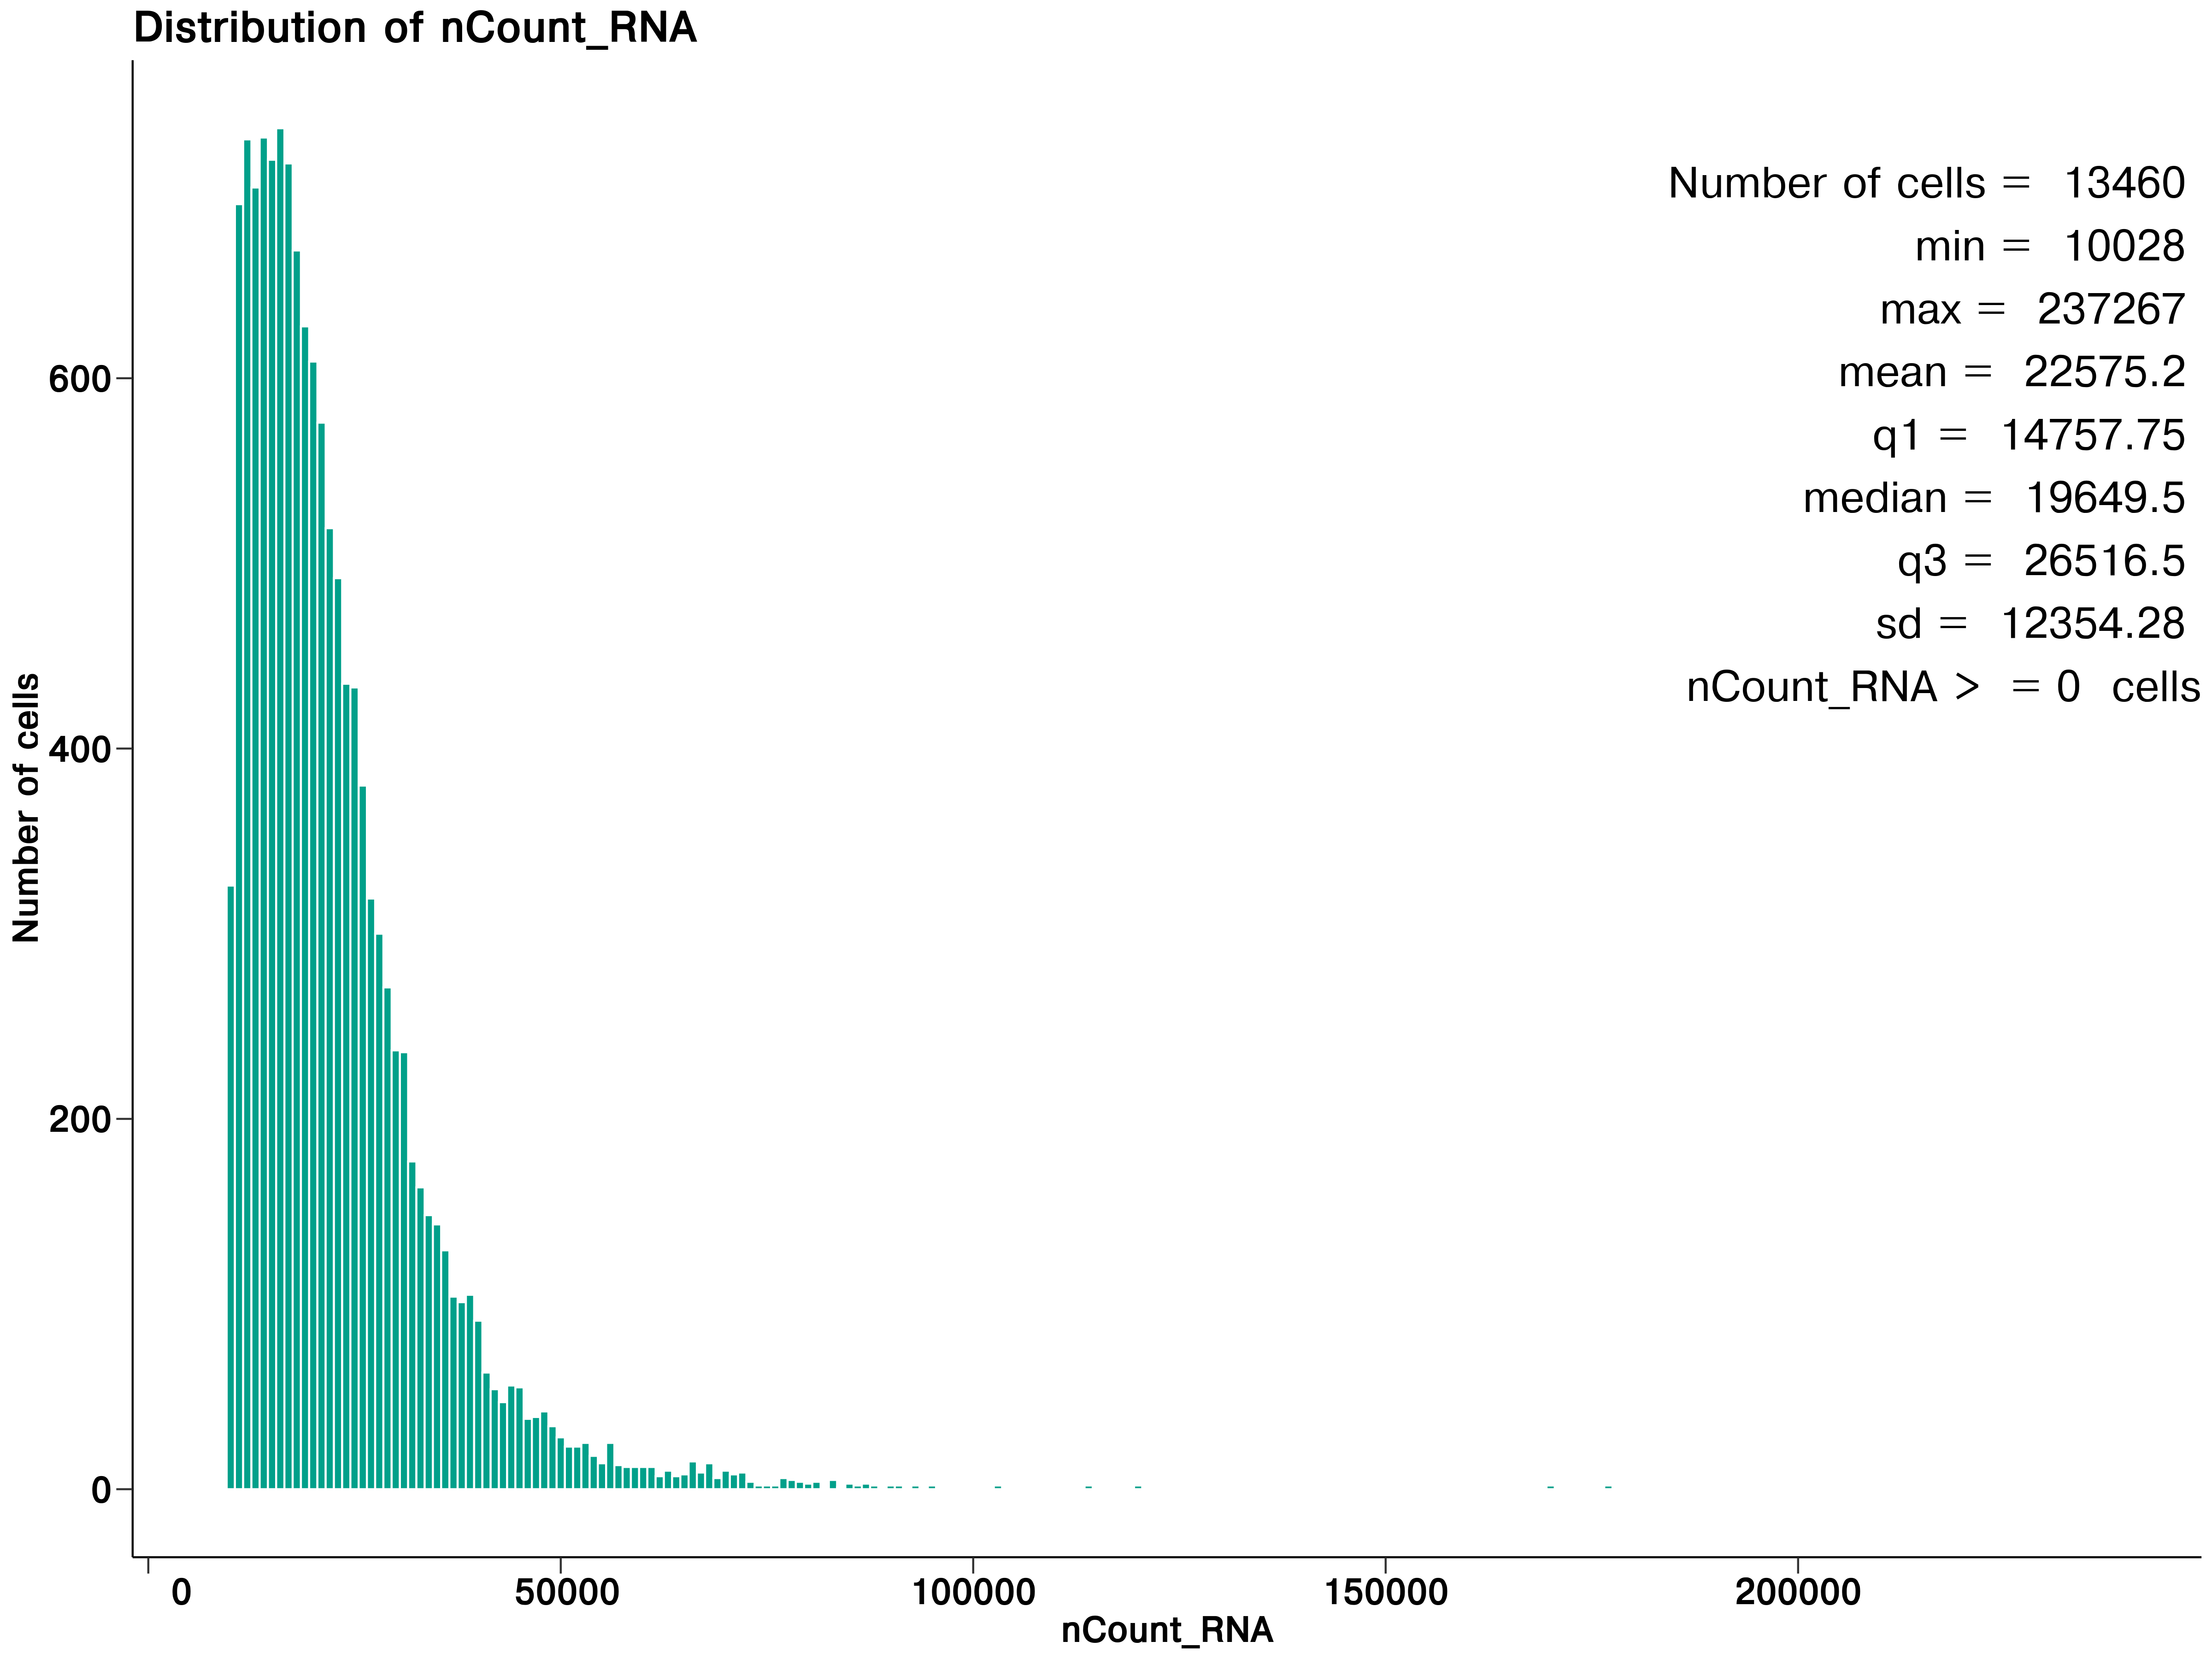 Distribution of nCount_RNA
Number of cells = 13460
min = 10028
max = 237267
mean = 22575.2
q1 = 14757.75
median = 19649.5
q3 = 26516.5
sd = 12354.28
nCount_RNA > = 0 cells
Number of cells
600
400
200
0
0 50000 100000 150000 200000
nCount_RNA